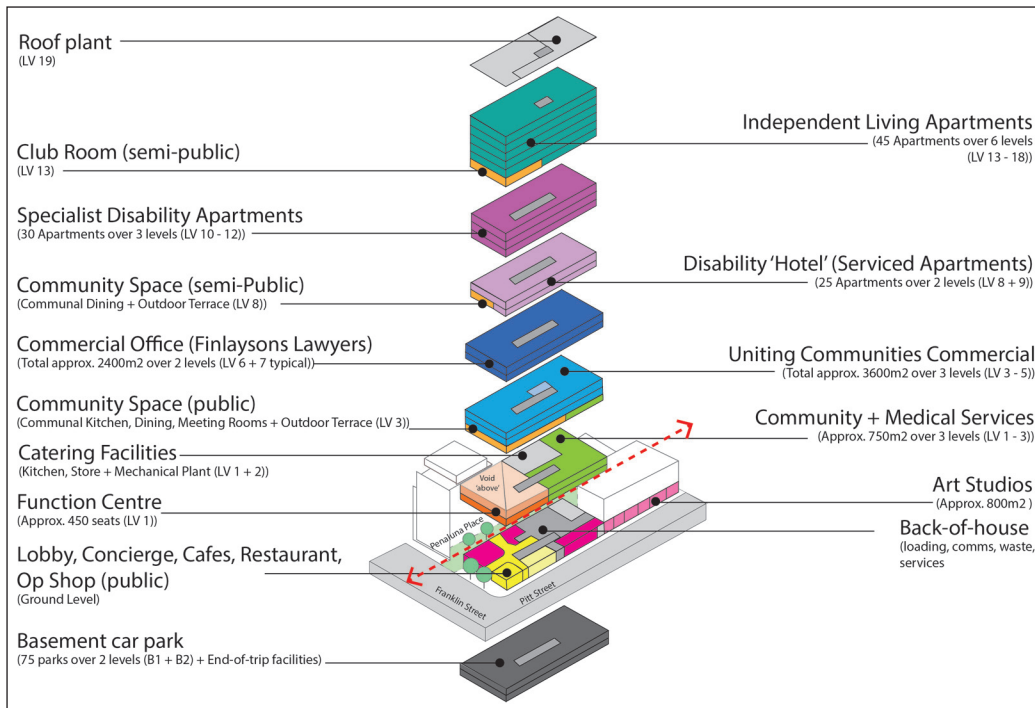 Roof plant
(LV 19)
Club Room (semi-public)
(LV 13)
Specialist Disability Apartments
(30 Apartments over 3 levels (LV 10 - 12))
Community Space (semi-Public)
(Communal Dining + Outdoor Terrace (LV 8))
Commercial Office (Finlaysons Lawyers)
(Total approx. 2400m2 over 2 levels (LV 6 + 7 typical))
Community Space (public)
(Communal Kitchen, Dining, Meeting Rooms + Outdoor Terrace (LV 3))
Catering Facilities
(Kitchen, Store + Mechanical Plant (LV 1 + 2))
Function Centre
(Approx. 450 seats (LV 1))
Lobby, Concierge, Cafes, Restaurant,
Op Shop (public)
(Ground Level)
Basement car park
(75 parks over 2 levels (B1 + B2) + End-of-trip facilities)
Independent Living Apartments
(45 Apartments over 6 levels
(LV 13 - 18))
Disability 'Hotel' (Serviced Apartments)
(25 Apartments over 2 levels (LV 8 + 9))
Uniting Communities Commercial
(Total approx. 3600m2 over 3 levels (LV 3 - 5))
Community + Medical Services
(Approx. 750m2 over 3 levels (LV 1 - 3))
Art Studios
(Approx. 800m2 )
Back-of-house
(loading, comms, waste,
services
Void
'above'
Penaluna Place
Franklin Street
Pitt Street